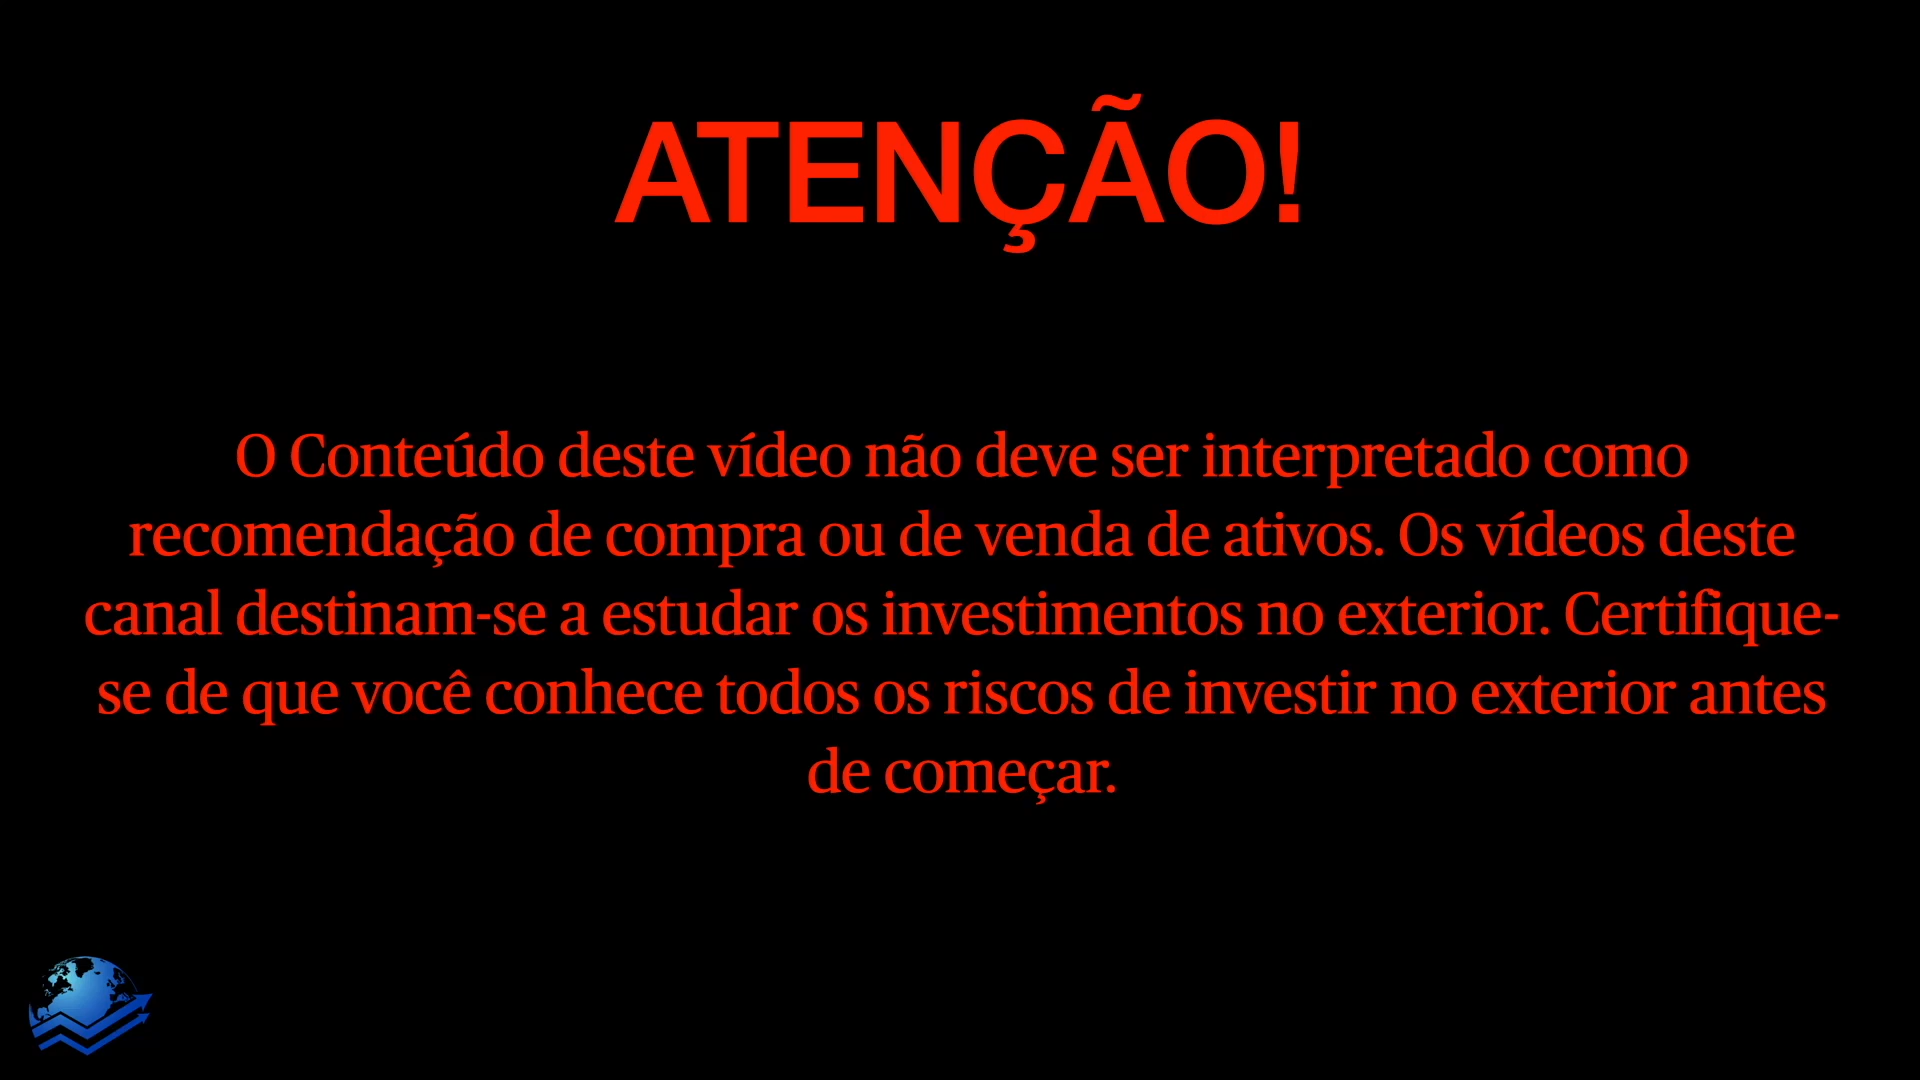 ATENÇÃO!
O Conteúdo deste vídeo não deve ser interpretado como
recomendação de compra ou de venda de ativos. Os vídeos deste
canal destinam-se a estudar os investimentos no exterior. Certifique-
se de que você conhece todos os riscos de investir no exterior antes
de começar.